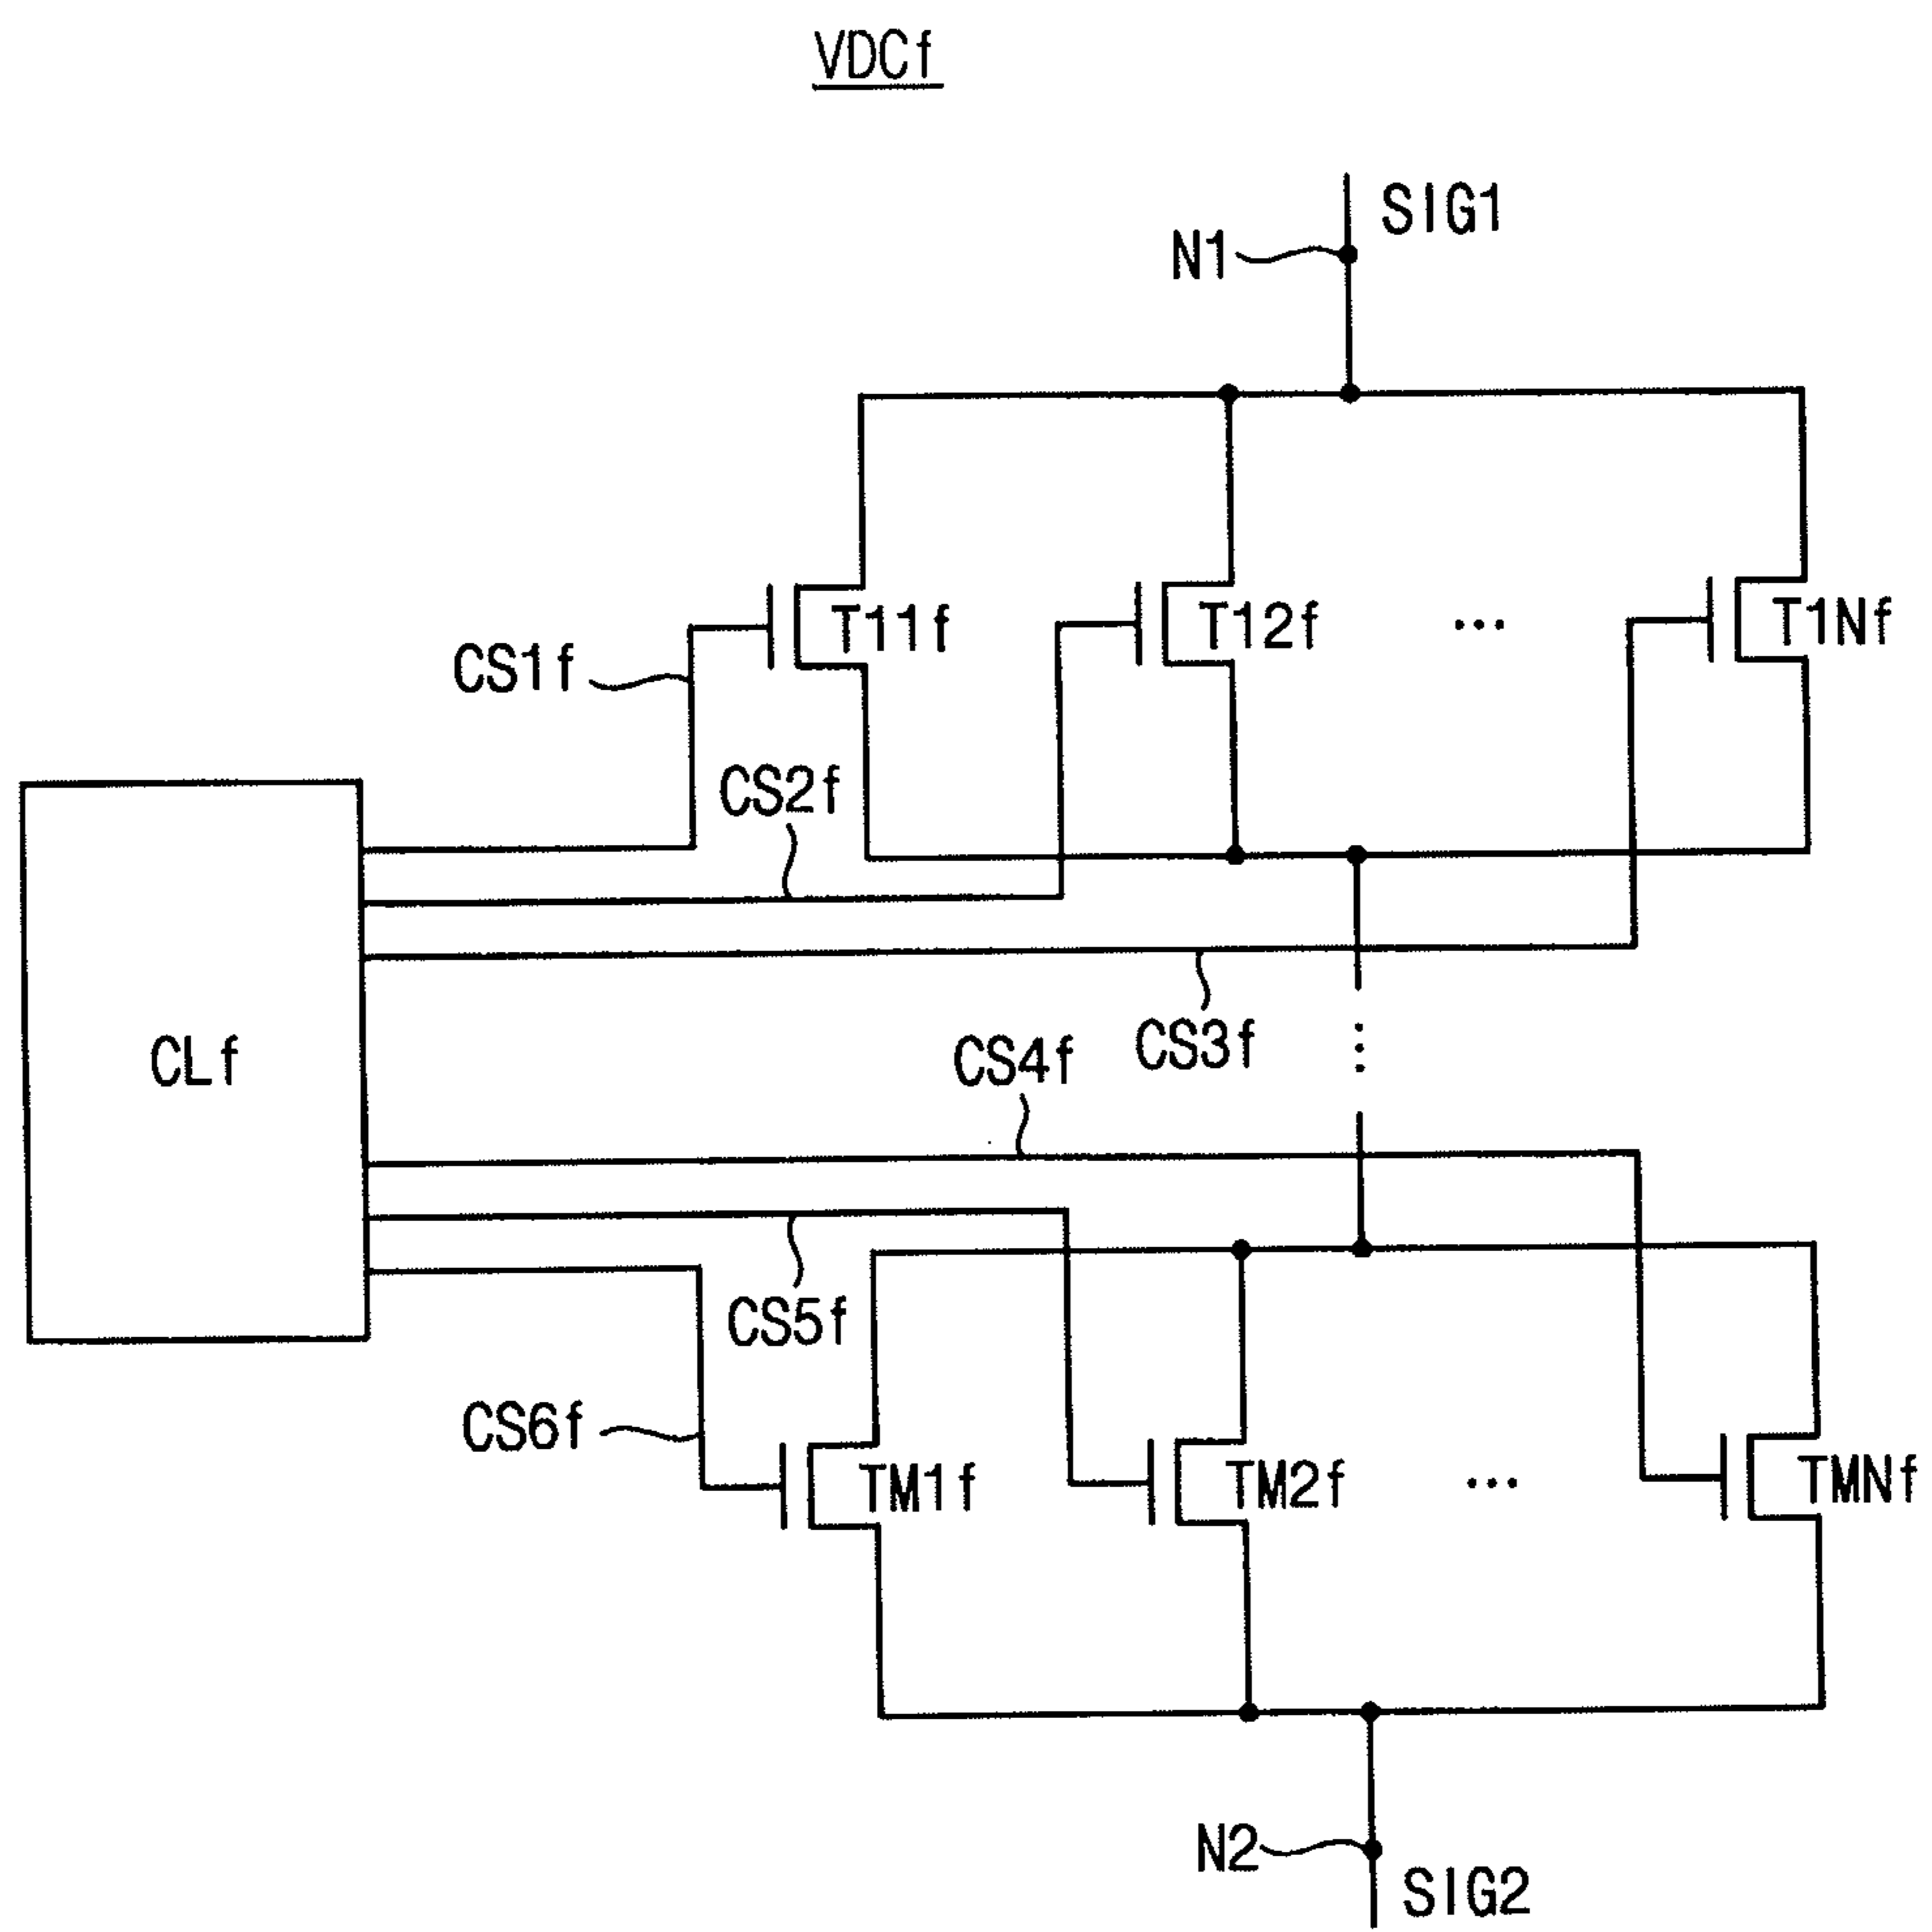 VDCf
SIG1
N1
T11f
T12f
...
T1Nf
CS1f
CS2f
CS3f
CLf
CS4f
CS5f
CS6f
TM1f
TM2f
...
TMNf
N2
SIG2